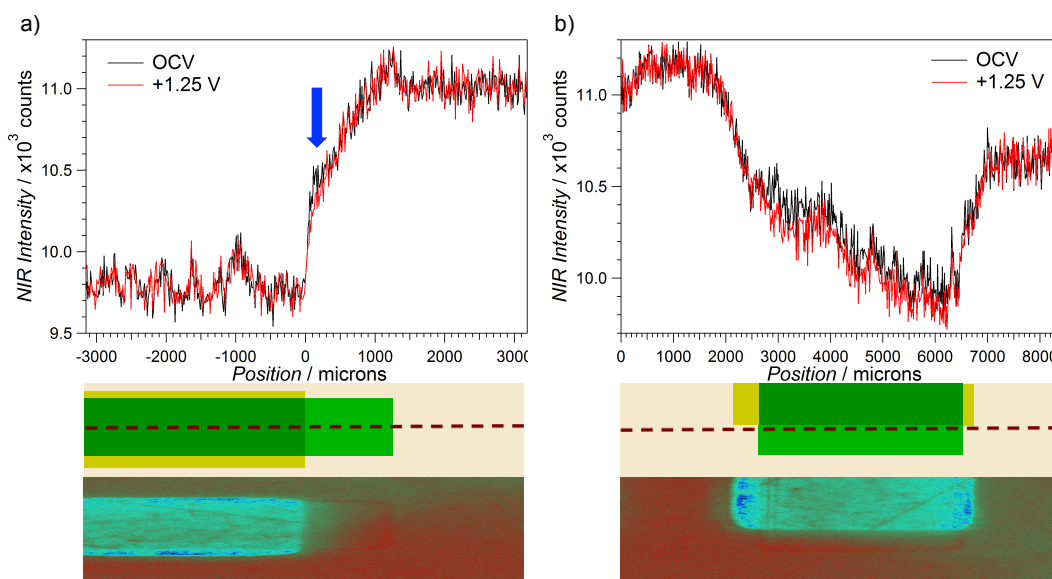 a)
OCV
+1.25 V
NIR Intensity / x10³ counts
11.0
10.5
10.0
9.5
-3000
-2000
-1000
0
1000
2000
3000
Position / microns
b)
OCV
+1.25 V
NIR Intensity / x10³ counts
11.0
10.5
10.0
0
1000
2000
3000
4000
5000
6000
7000
8000
Position / microns